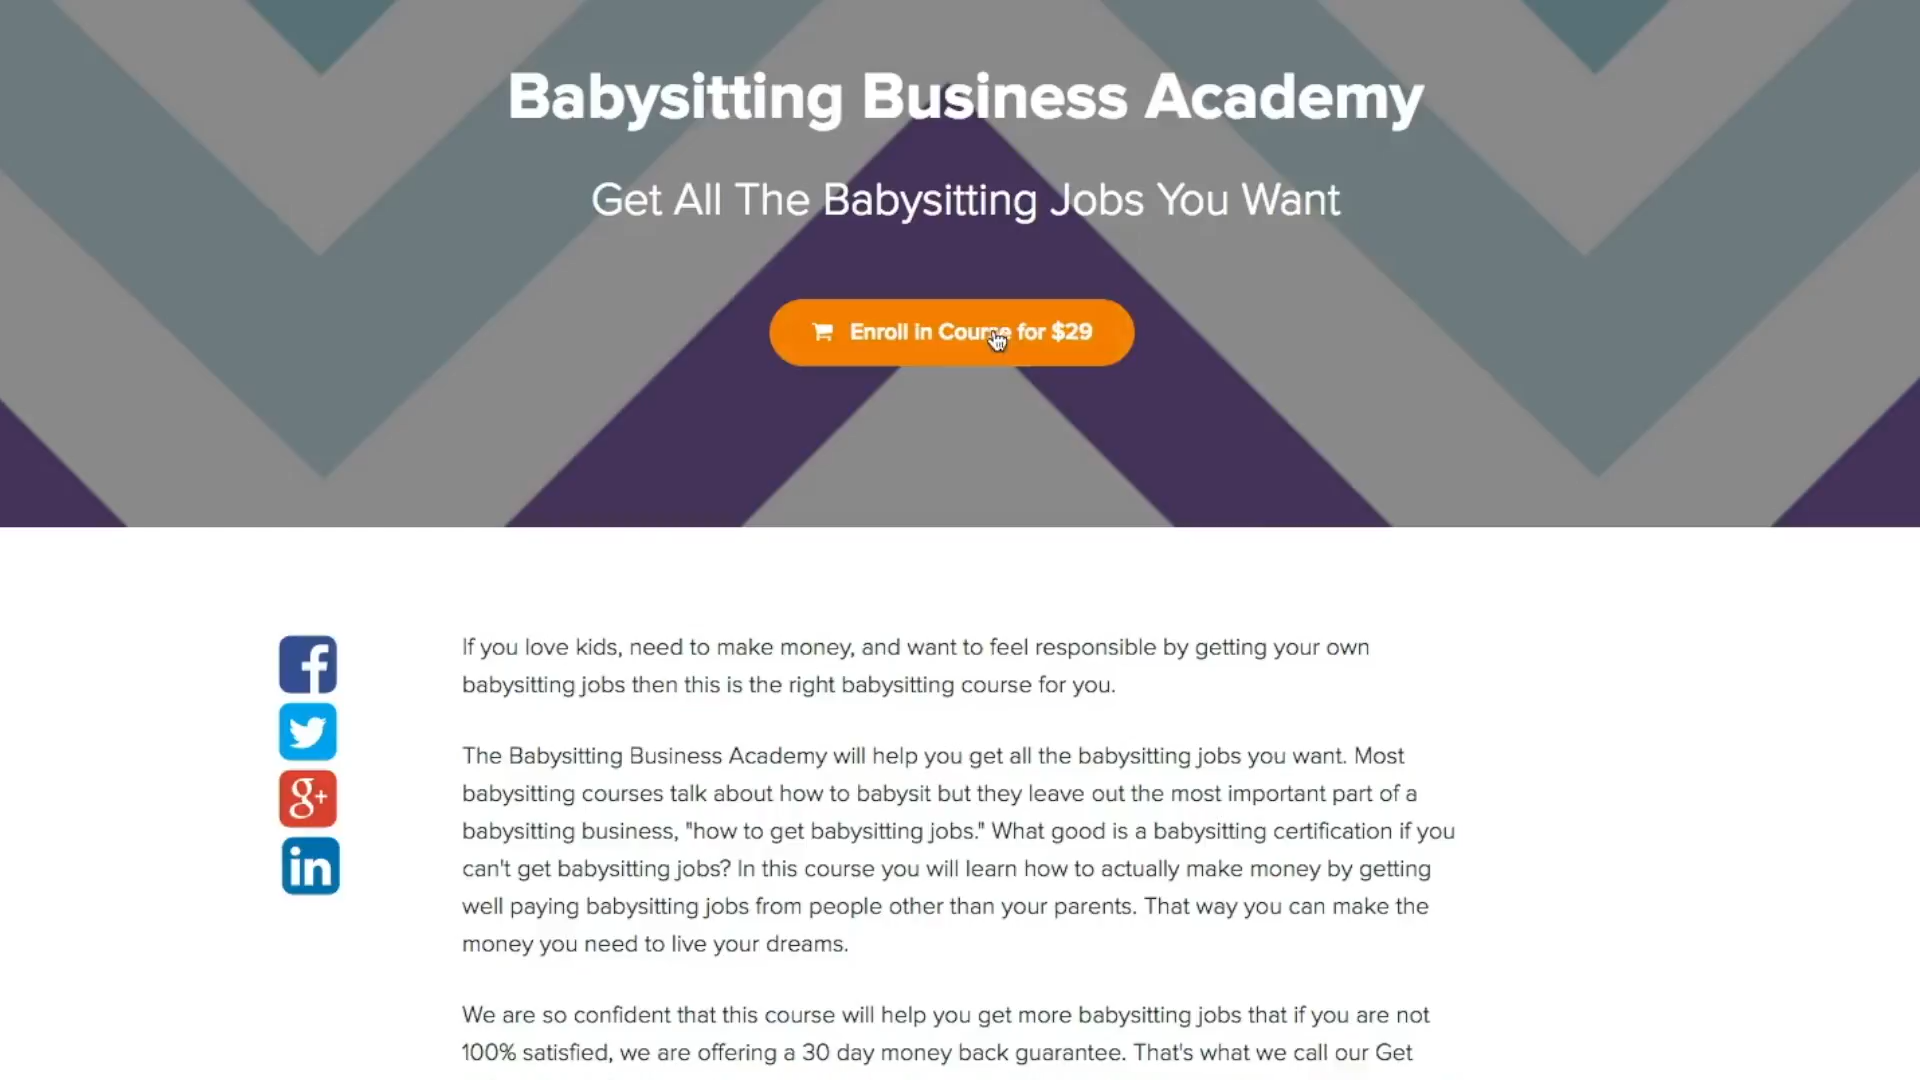 Babysitting Business Academy
Get All The Babysitting Jobs You Want
Enroll in Course for $29
If you love kids, need to make money, and want to feel responsible by getting your own
babysitting jobs then this is the right babysitting course for you.
The Babysitting Business Academy will help you get all the babysitting jobs you want. Most
babysitting courses talk about how to babysit but they leave out the most important part of a
babysitting business, "how to get babysitting jobs." What good is a babysitting certification if you
can't get babysitting jobs? In this course you will learn how to actually make money by getting
well paying babysitting jobs from people other than your parents. That way you can make the
money you need to live your dreams.
We are so confident that this course will help you get more babysitting jobs that if you are not
100% satisfied, we are offering a 30 day money back guarantee. That's what we call our Get
f
g+
in